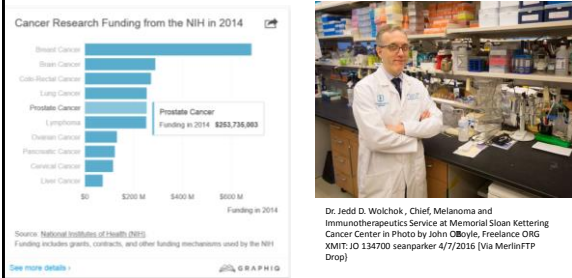 Cancer Research Funding from the NIH in 2014
Breast Cancer
Brain Cancer
Colo-Rectal Cancer
Lung Cancer
Prostate Cancer
Lymphoma
Ovarian Cancer
Pancreatic Cancer
Cervical Cancer
Liver Cancer
Prostate Cancer
Funding in 2014 $253,735,003
$0
$200 M
$400 M
$600 M
Funding in 2014
Source: National Institutes of Health (NIH)
Funding includes grants, contracts, and other funding mechanisms used by the NIH
See more details ›
GRAPHIQ
Dr. Jedd D. Wolchok , Chief, Melanoma and
Immunotherapeutics Service at Memorial Sloan Kettering
Cancer Center in Photo by John OBoyle, Freelance ORG
XMIT: JO 134700 seanparker 4/7/2016 [Via MerlinFTP
Drop}